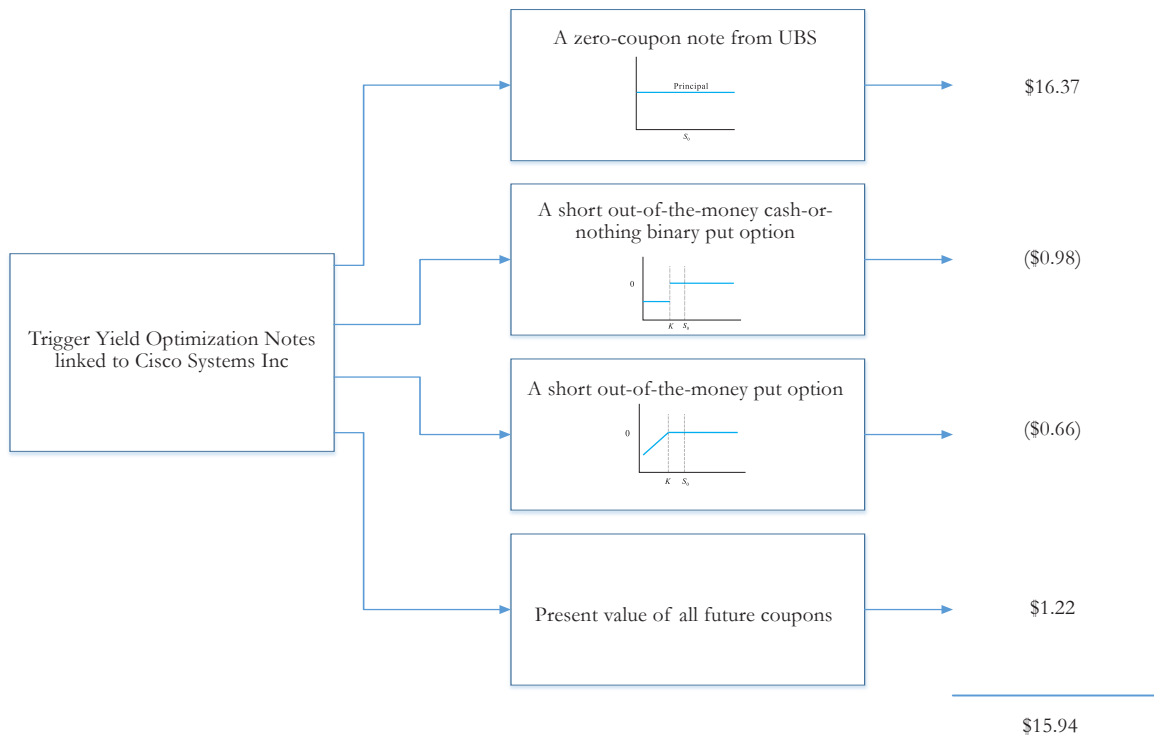 Trigger Yield Optimization Notes
linked to Cisco Systems Inc
A zero-coupon note from UBS
Principal
S₀
$16.37
A short out-of-the-money cash-or-
nothing binary put option
0
K S₀
($0.98)
A short out-of-the-money put option
0
K S₀
($0.66)
Present value of all future coupons
$1.22
$15.94